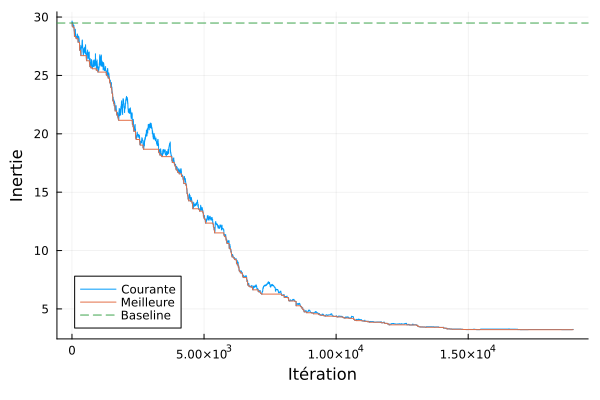 30
25
20
15
10
5
Inertie
Courante
Meilleure
Baseline
0
5.00×10³
1.00×10⁴
1.50×10⁴
Itération